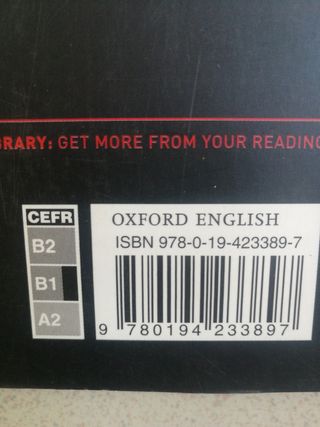 BRARY: GET MORE FROM YOUR READING
CEFR
B2
B1
A2
OXFORD ENGLISH
ISBN 978-0-19-423389-7
9 780194 233897